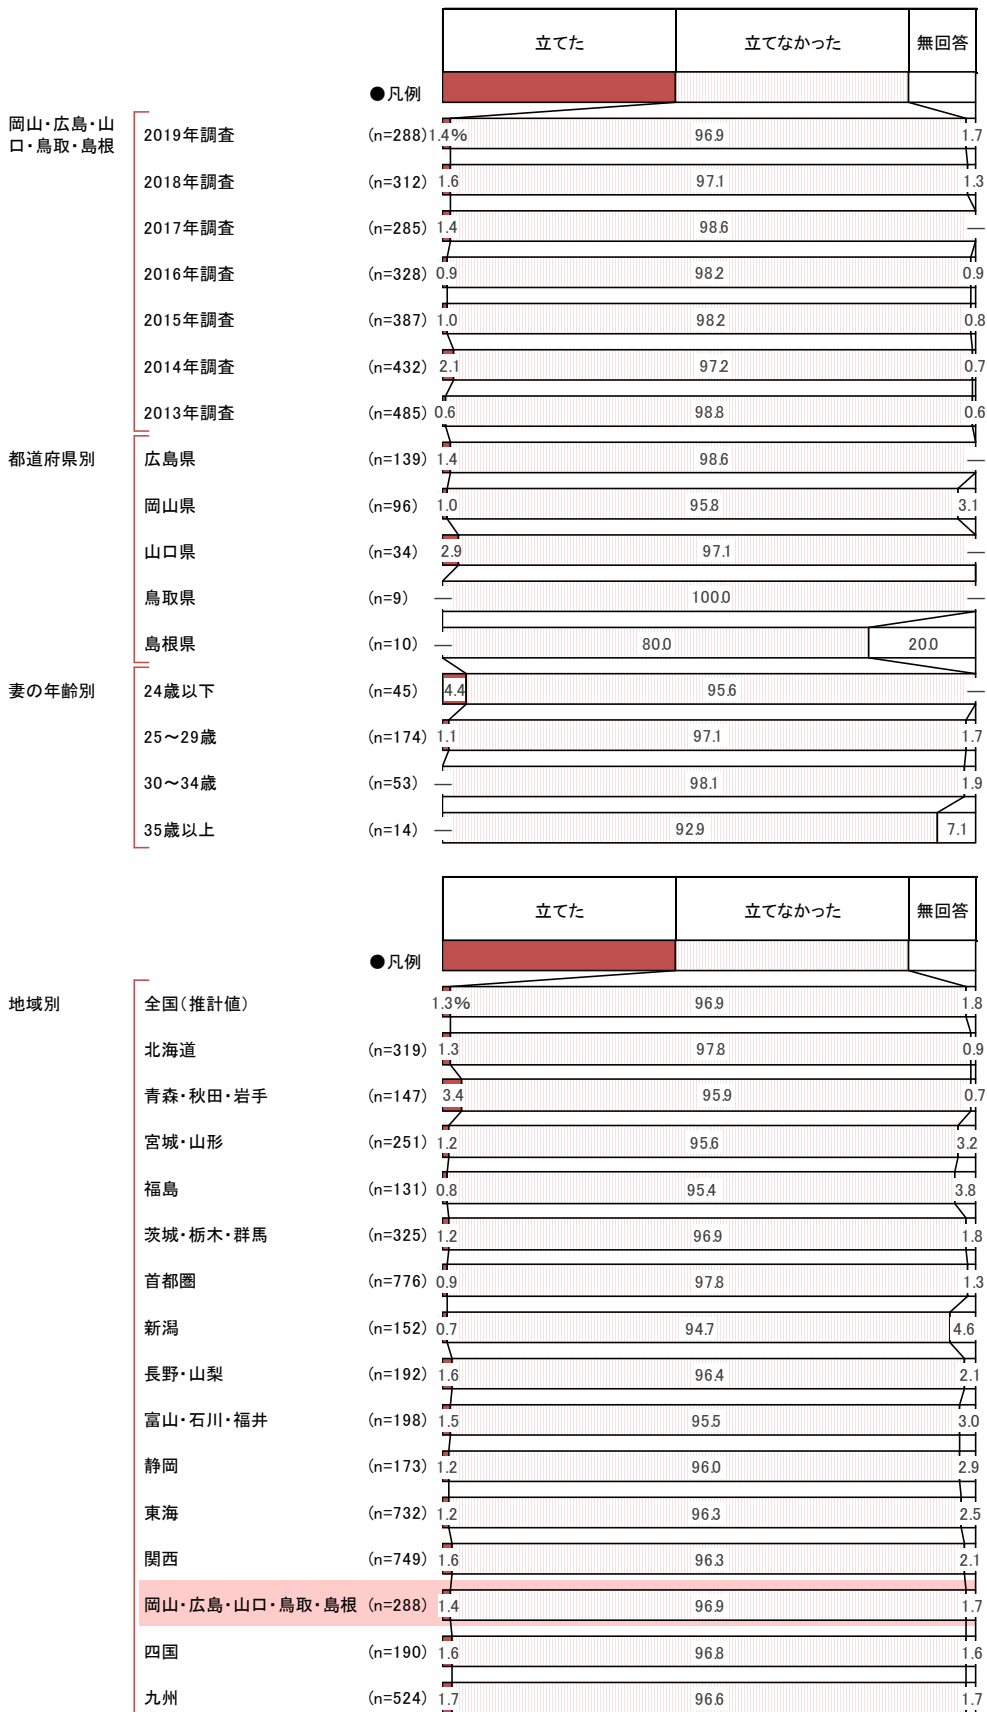 立てた 立てなかった 無回答
●凡例
岡山・広島・山口・鳥取・島根
2019年調査 (n=288) 1.4% 96.9 1.7
2018年調査 (n=312) 1.6 97.1 1.3
2017年調査 (n=285) 1.4 98.6 ―
2016年調査 (n=328) 0.9 98.2 0.9
2015年調査 (n=387) 1.0 98.2 0.8
2014年調査 (n=432) 2.1 97.2 0.7
2013年調査 (n=485) 0.6 98.8 0.6
都道府県別 広島県 (n=139) 1.4 98.6 ―
岡山県 (n=96) 1.0 95.8 3.1
山口県 (n=34) 2.9 97.1 ―
鳥取県 (n=9) ― 100.0 ―
島根県 (n=10) ― 80.0 20.0
妻の年齢別 24歳以下 (n=45) 4.4 95.6 ―
25～29歳 (n=174) 1.1 97.1 1.7
30～34歳 (n=53) ― 98.1 1.9
35歳以上 (n=14) ― 92.9 7.1
立てた 立てなかった 無回答
●凡例
地域別 全国(推計値) 1.3% 96.9 1.8
北海道 (n=319) 1.3 97.8 0.9
青森・秋田・岩手 (n=147) 3.4 95.9 0.7
宮城・山形 (n=251) 1.2 95.6 3.2
福島 (n=131) 0.8 95.4 3.8
茨城・栃木・群馬 (n=325) 1.2 96.9 1.8
首都圏 (n=776) 0.9 97.8 1.3
新潟 (n=152) 0.7 94.7 4.6
長野・山梨 (n=192) 1.6 96.4 2.1
富山・石川・福井 (n=198) 1.5 95.5 3.0
静岡 (n=173) 1.2 96.0 2.9
東海 (n=732) 1.2 96.3 2.5
関西 (n=749) 1.6 96.3 2.1
岡山・広島・山口・鳥取・島根 (n=288) 1.4 96.9 1.7
四国 (n=190) 1.6 96.8 1.6
九州 (n=524) 1.7 96.6 1.7